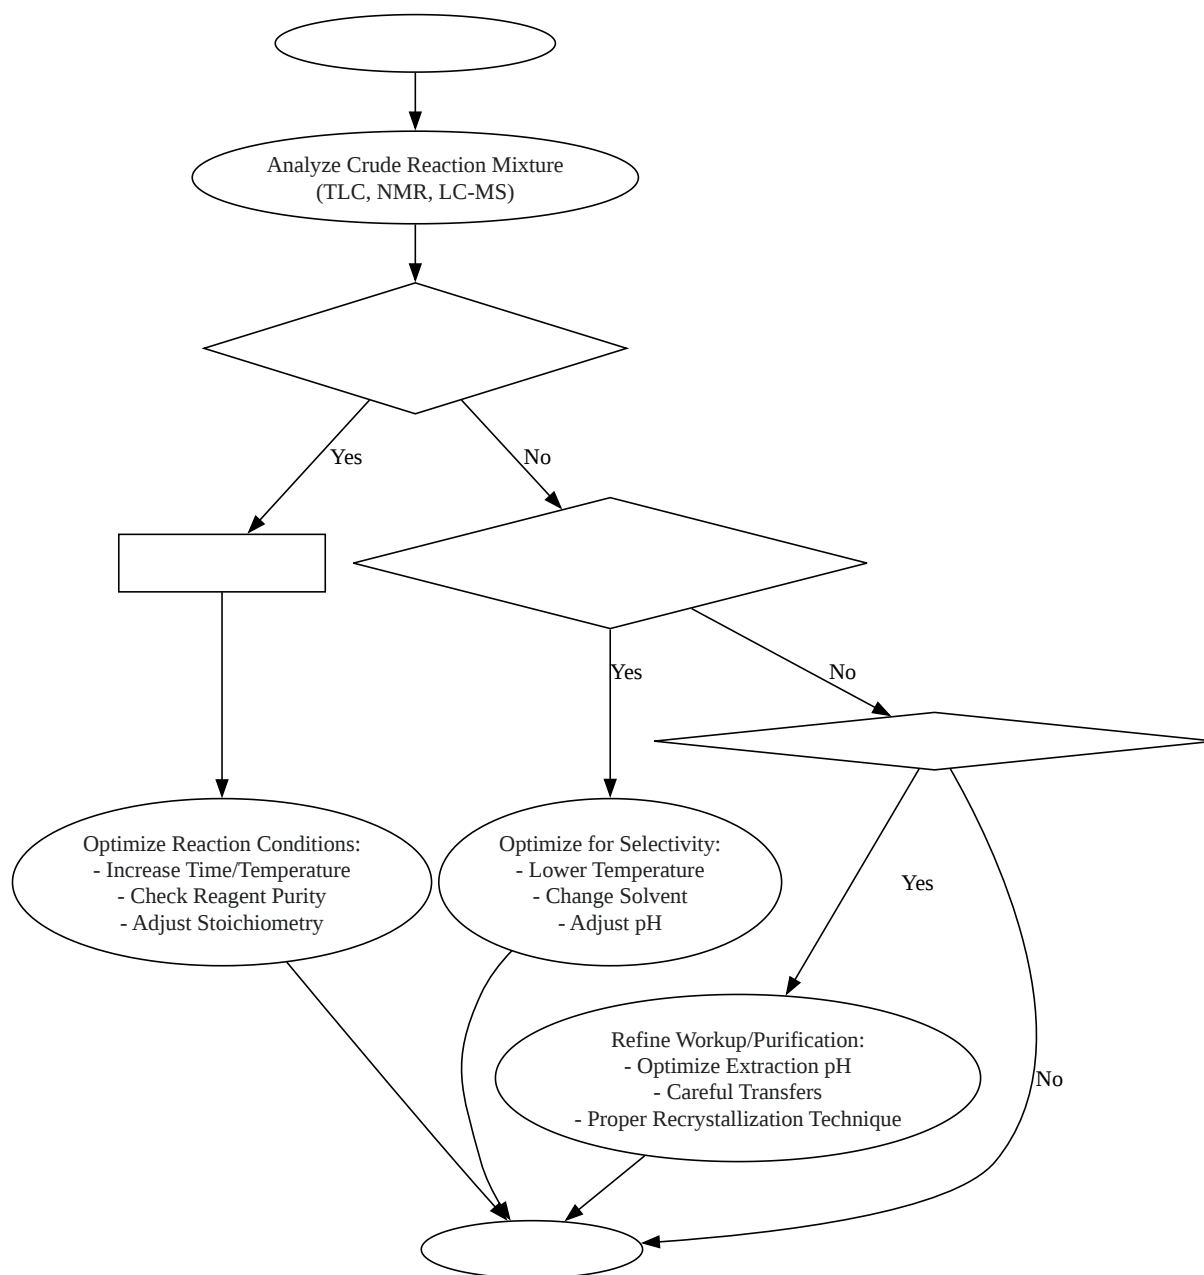 Analyze Crude Reaction Mixture
(TLC, NMR, LC-MS)
Yes
No
Yes
No
Optimize Reaction Conditions:
- Increase Time/Temperature
- Check Reagent Purity
- Adjust Stoichiometry
Optimize for Selectivity:
- Lower Temperature
- Change Solvent
- Adjust pH
Yes
Refine Workup/Purification:
- Optimize Extraction pH
- Careful Transfers
- Proper Recrystallization Technique
No